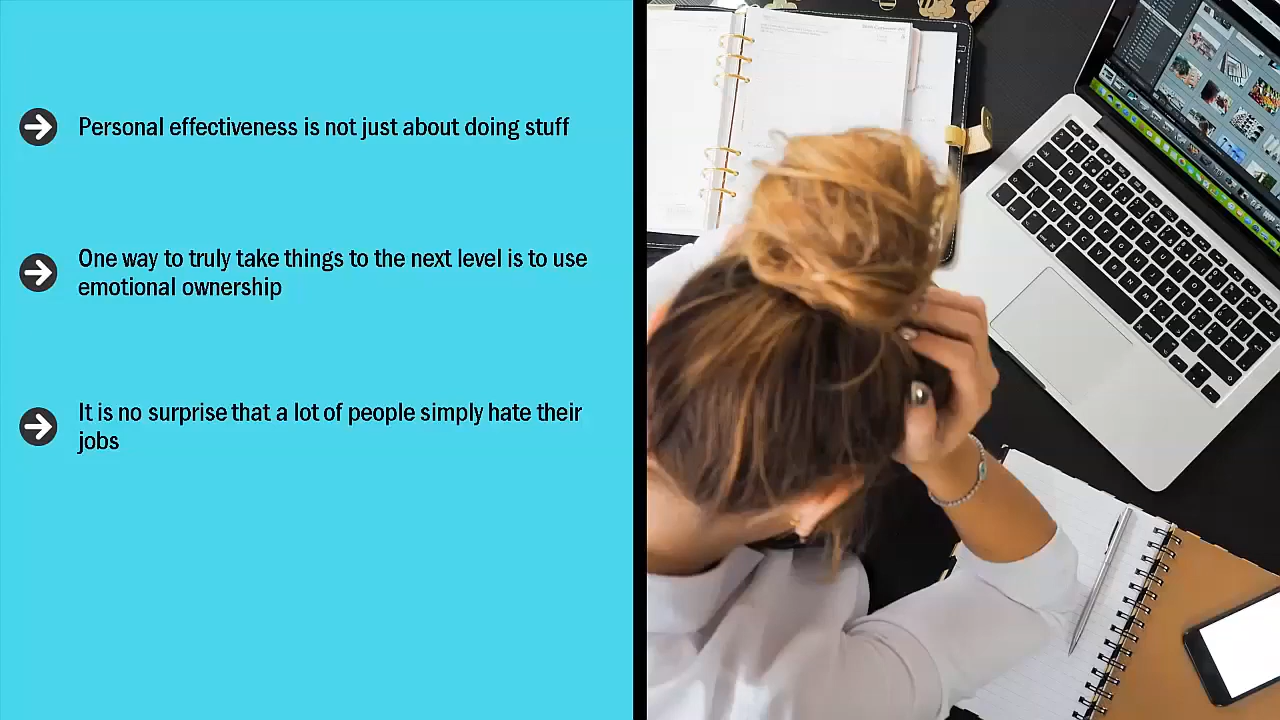 Personal effectiveness is not just about doing stuff
One way to truly take things to the next level is to use
emotional ownership
It is no surprise that a lot of people simply hate their
jobs